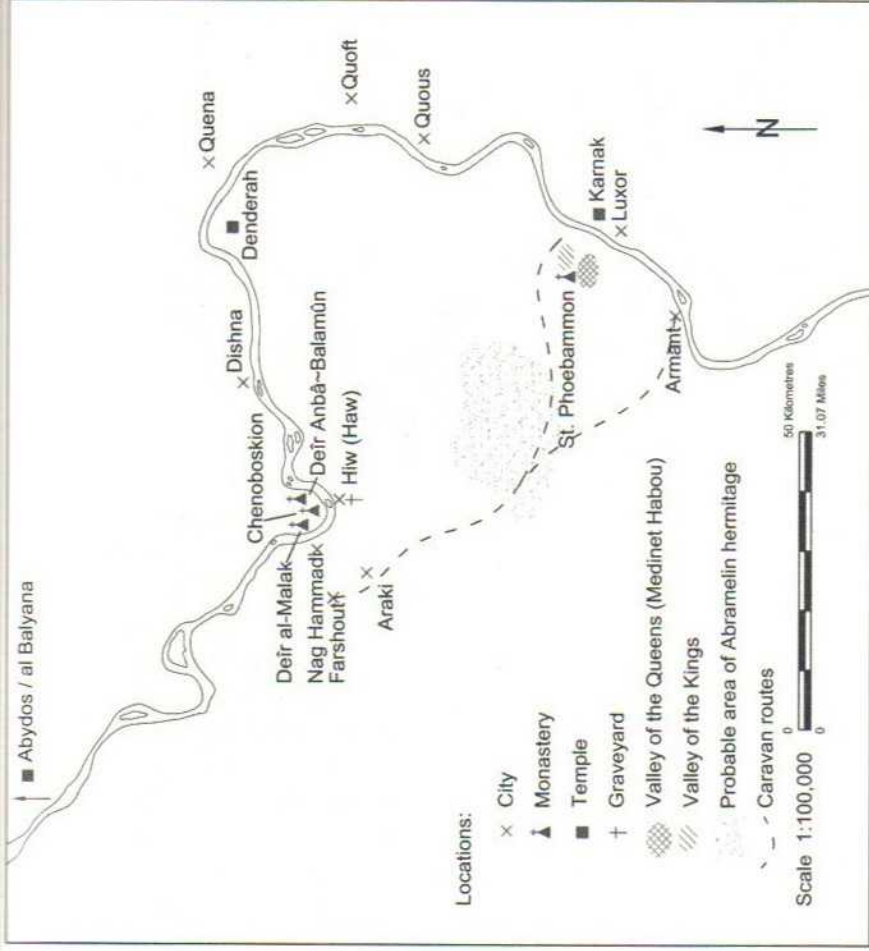 Abydos / al Balyana
Quena
Denderah
Quoft
Quous
Dishna
Chenoboskion
Deîr Anbâ~Balamûn
Hiw (Haw)
Deîr al-Malak
Nag Hammadi
Farshout
Araki
Karnak
Luxor
St. Phoebammon
Armant
N
Locations:
City
Monastery
Temple
Graveyard
Valley of the Queens (Medinet Habou)
Valley of the Kings
Probable area of Abramelin hermitage
Caravan routes
Scale 1:100,000
0
50 Kilometres
0
31.07 Miles